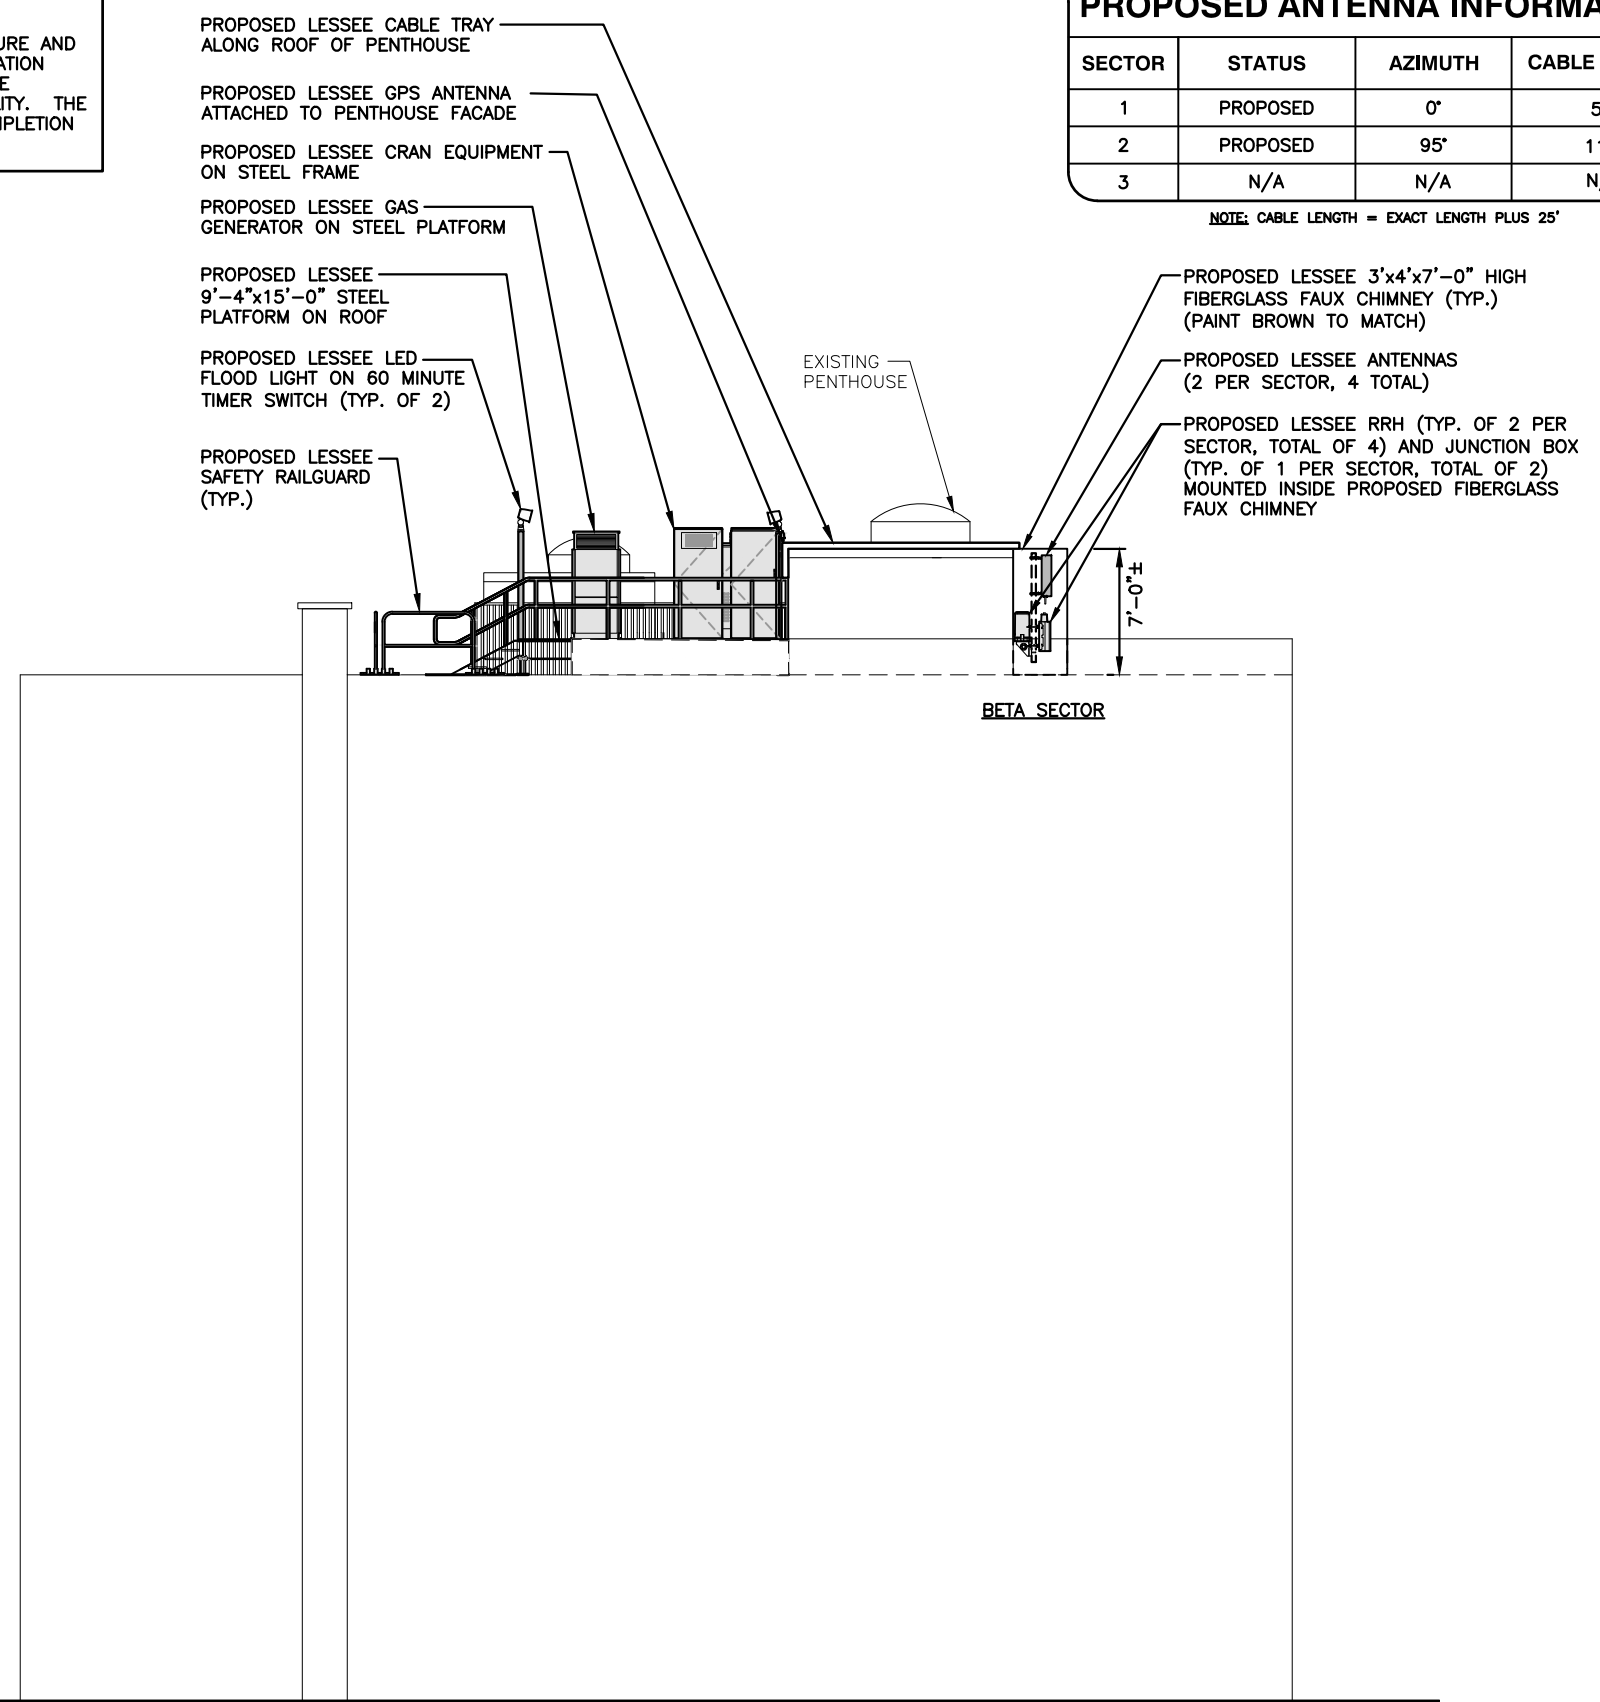 URE AND
ATION
E
ITY. THE
MPLETION
PROPOSED LESSEE CABLE TRAY
ALONG ROOF OF PENTHOUSE
PROPOSED LESSEE GPS ANTENNA
ATTACHED TO PENTHOUSE FACADE
PROPOSED LESSEE CRAN EQUIPMENT
ON STEEL FRAME
PROPOSED LESSEE GAS
GENERATOR ON STEEL PLATFORM
PROPOSED LESSEE
9'-4"x15'-0" STEEL
PLATFORM ON ROOF
PROPOSED LESSEE LED
FLOOD LIGHT ON 60 MINUTE
TIMER SWITCH (TYP. OF 2)
PROPOSED LESSEE
SAFETY RAILGUARD
(TYP.)
EXISTING
PENTHOUSE
PROPOSED ANTENNA INFORMA
SECTOR STATUS AZIMUTH CABLE
1 PROPOSED 0° 5
2 PROPOSED 95° 11
3 N/A N/A N/
NOTE: CABLE LENGTH = EXACT LENGTH PLUS 25'
PROPOSED LESSEE 3'x4'x7'-0" HIGH
FIBERGLASS FAUX CHIMNEY (TYP.)
(PAINT BROWN TO MATCH)
PROPOSED LESSEE ANTENNAS
(2 PER SECTOR, 4 TOTAL)
PROPOSED LESSEE RRH (TYP. OF 2 PER
SECTOR, TOTAL OF 4) AND JUNCTION BOX
(TYP. OF 1 PER SECTOR, TOTAL OF 2)
MOUNTED INSIDE PROPOSED FIBERGLASS
FAUX CHIMNEY
7'-0"±
BETA SECTOR